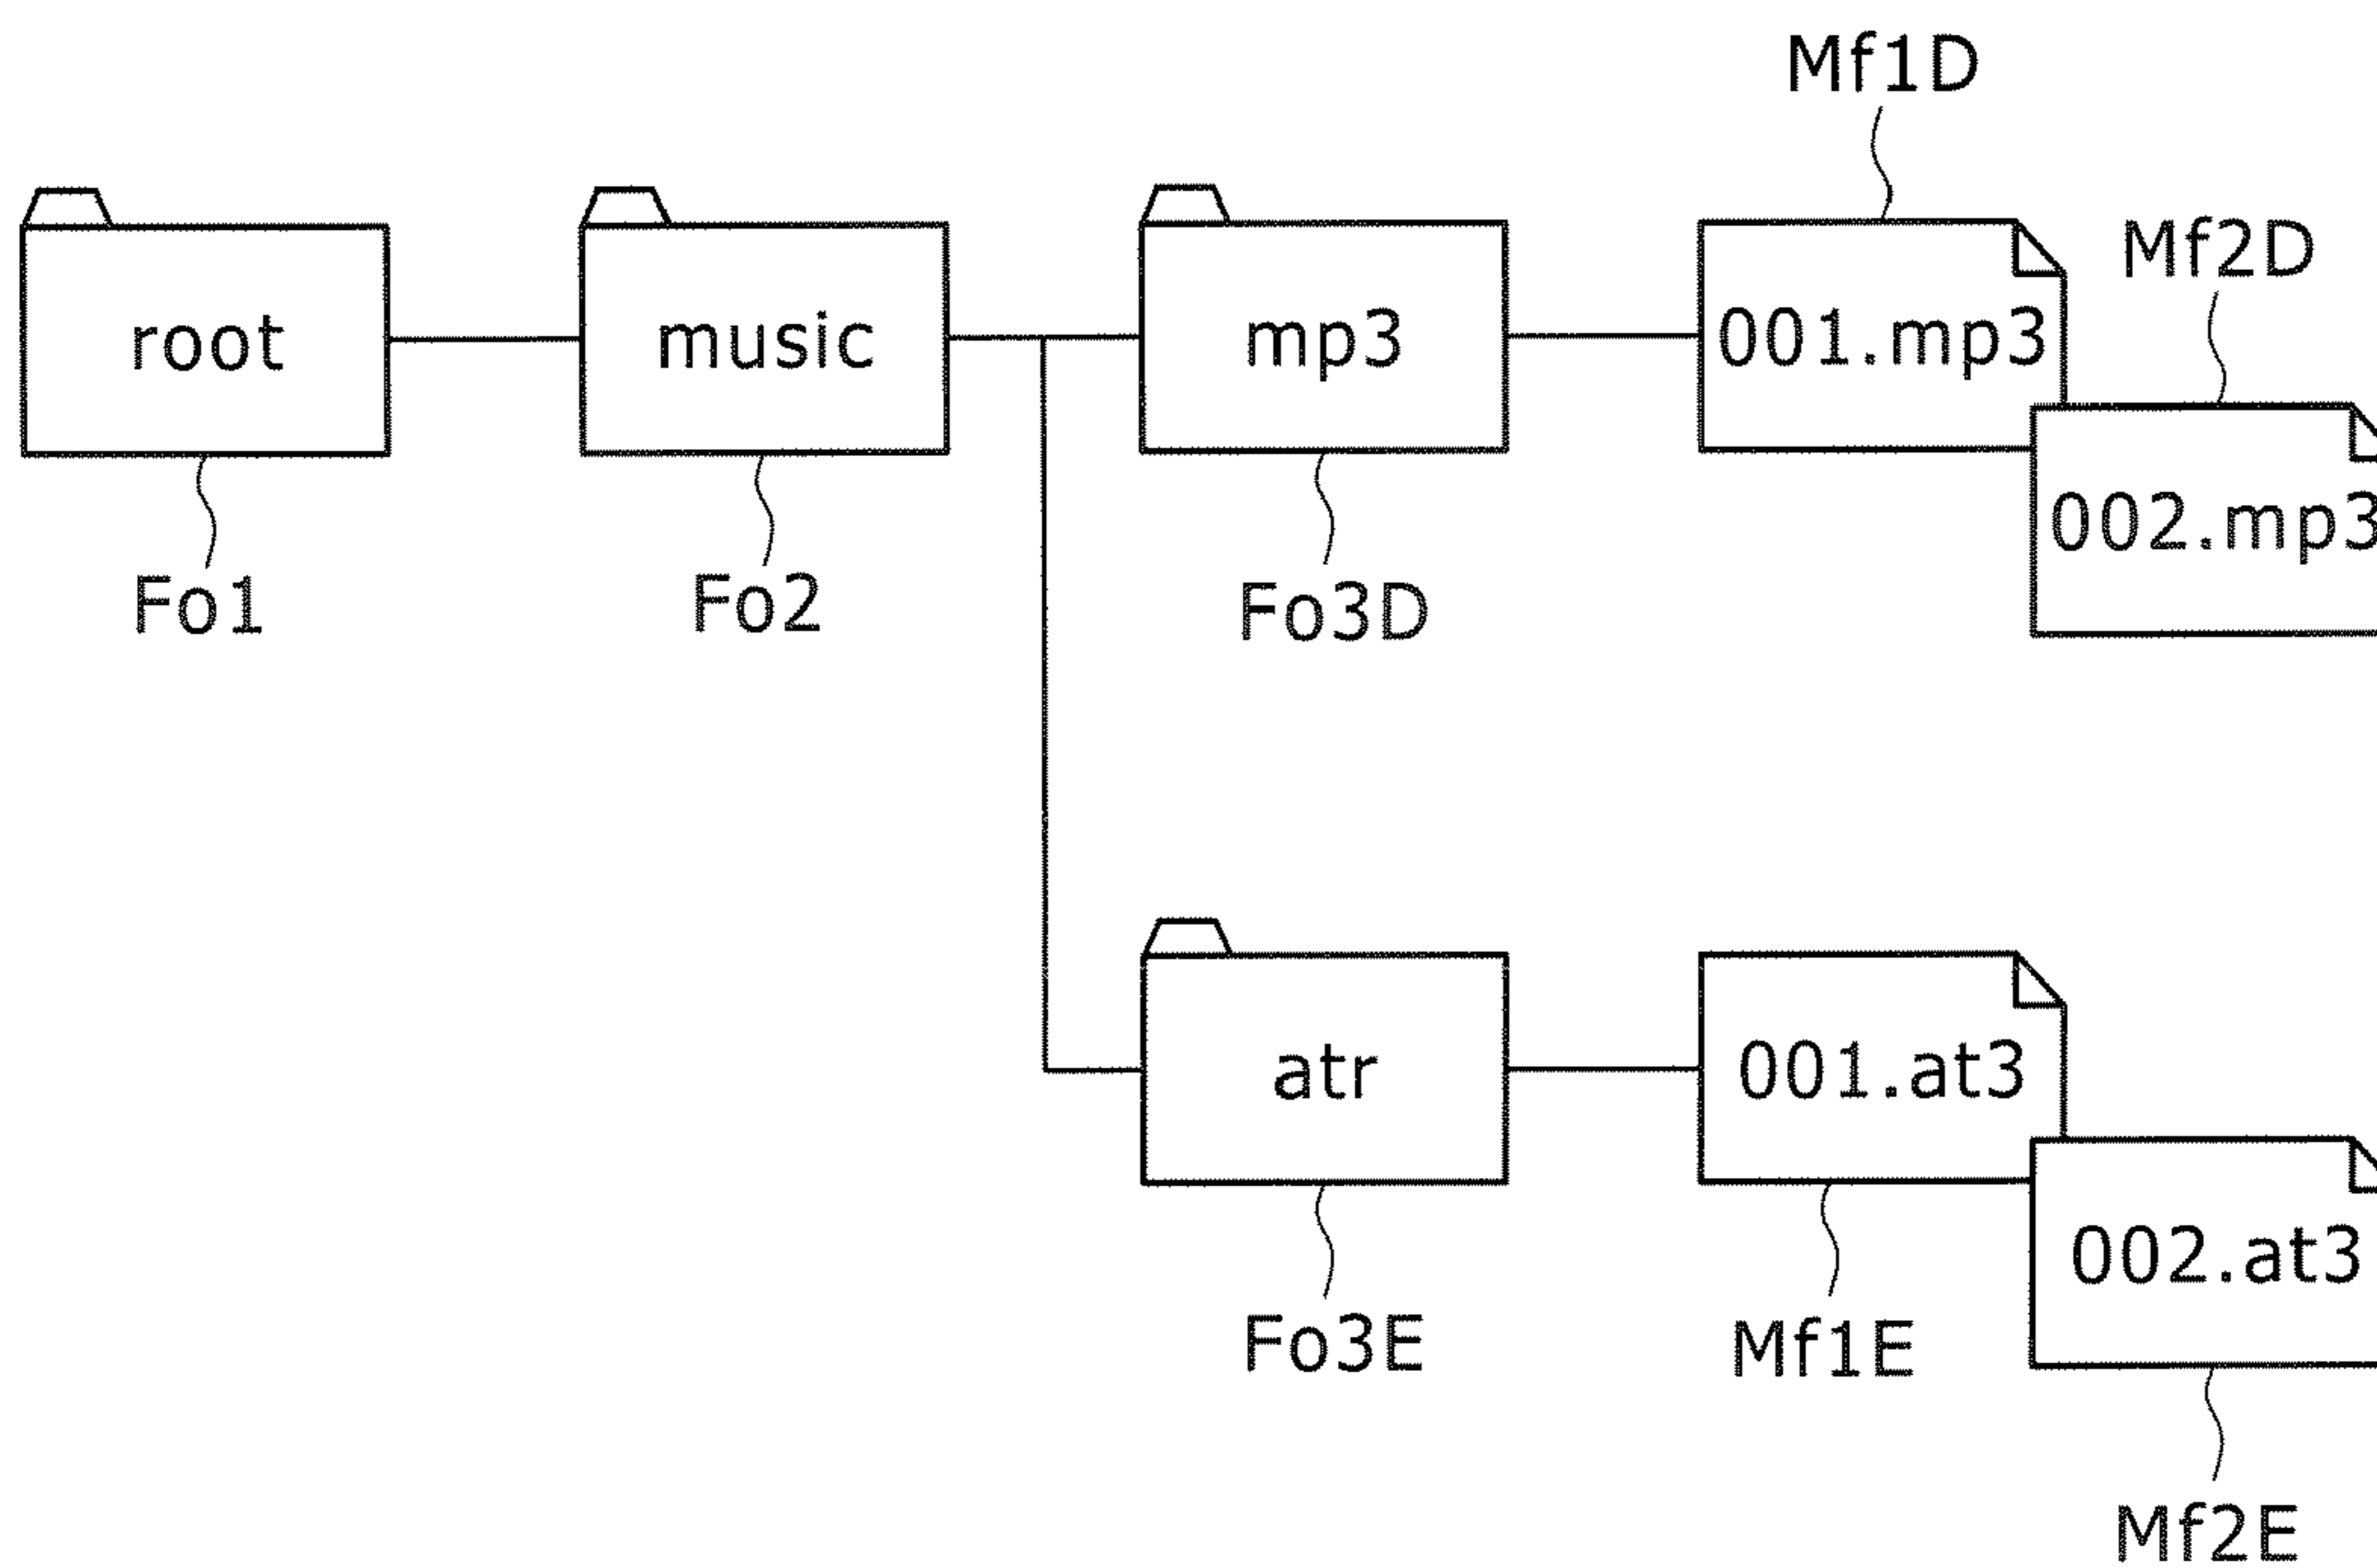 Mf1D
Mf2D
root
music
mp3
001.mp3
002.mp3
Fo1
Fo2
Fo3D
atr
001.at3
002.at3
Fo3E
Mf1E
Mf2E